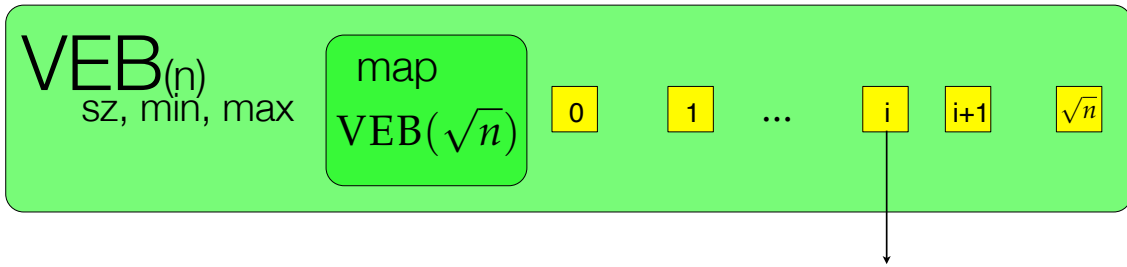 VEB(n)
sz, min, max
map
VEB(√n)
0 1 ... i i+1 √n